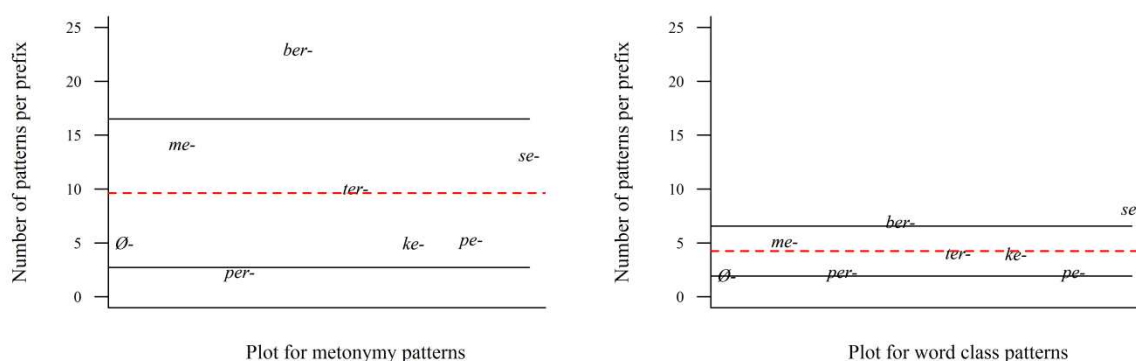 Number of patterns per prefix
25
20
15
10
5
0
ber-
me-
se-
ter-
Ø-
ke-
pe-
per-
Plot for metonymy patterns
Number of patterns per prefix
25
20
15
10
5
0
se-
ber-
me-
ter-
ke-
Ø-
per-
pe-
Plot for word class patterns